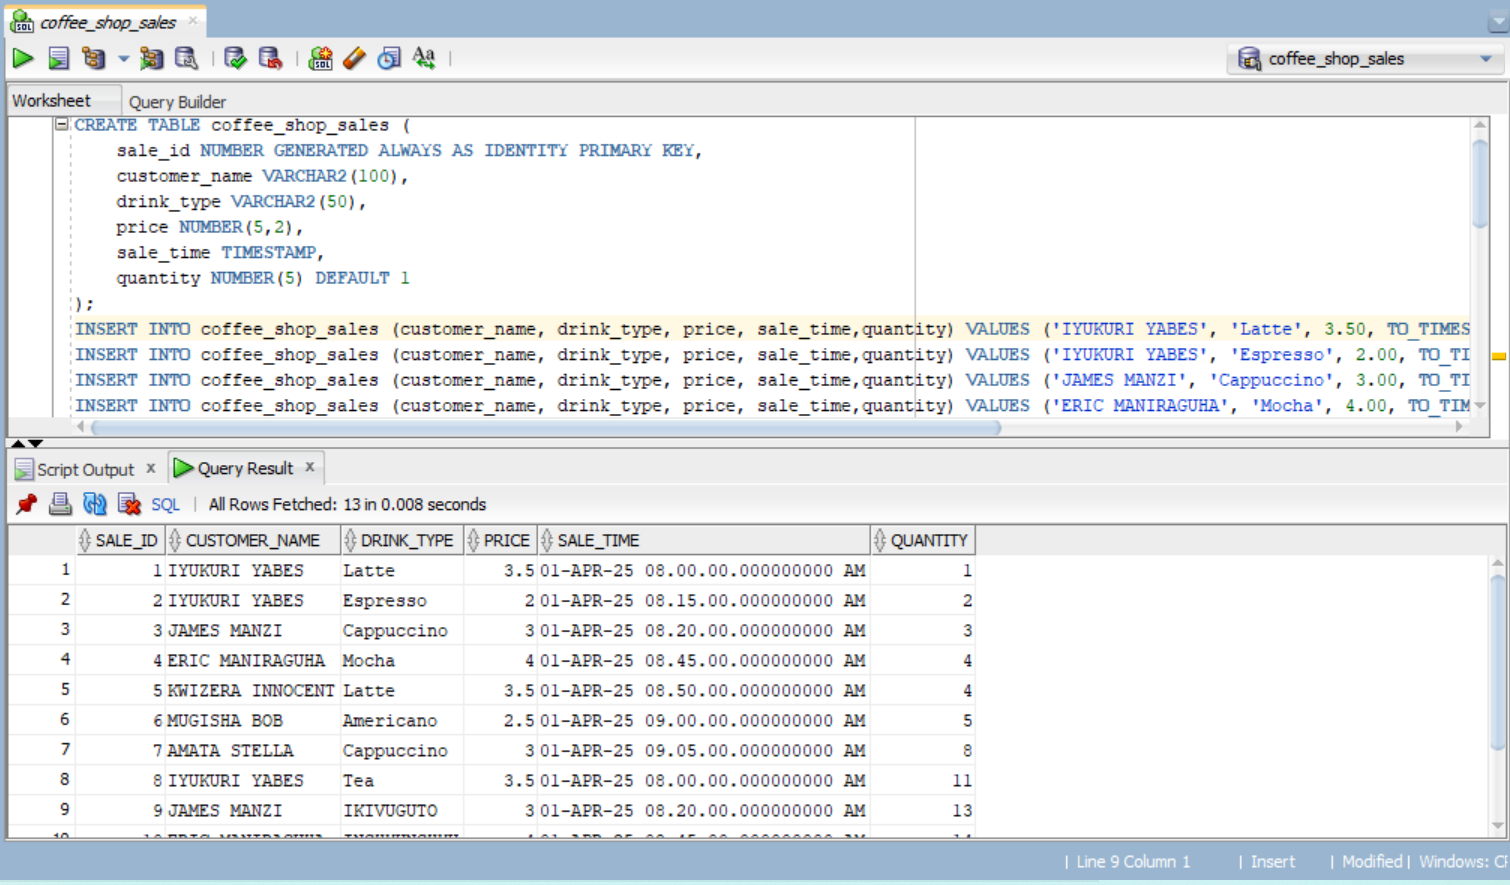 coffee_shop_sales
coffee_shop_sales
Worksheet Query Builder
CREATE TABLE coffee_shop_sales (
sale_id NUMBER GENERATED ALWAYS AS IDENTITY PRIMARY KEY,
customer_name VARCHAR2(100),
drink_type VARCHAR2(50),
price NUMBER(5,2),
sale_time TIMESTAMP,
quantity NUMBER(5) DEFAULT 1
);
INSERT INTO coffee_shop_sales (customer_name, drink_type, price, sale_time,quantity) VALUES ('IYUKURI YABES', 'Latte', 3.50, TO_TIMES
INSERT INTO coffee_shop_sales (customer_name, drink_type, price, sale_time,quantity) VALUES ('IYUKURI YABES', 'Espresso', 2.00, TO_TI
INSERT INTO coffee_shop_sales (customer_name, drink_type, price, sale_time,quantity) VALUES ('JAMES MANZI', 'Cappuccino', 3.00, TO_TI
INSERT INTO coffee_shop_sales (customer_name, drink_type, price, sale_time,quantity) VALUES ('ERIC MANIRAGUHA', 'Mocha', 4.00, TO_TIM
Script Output x Query Result x
SQL | All Rows Fetched: 13 in 0.008 seconds
SALE_ID CUSTOMER_NAME DRINK_TYPE PRICE SALE_TIME QUANTITY
1 1 IYUKURI YABES Latte 3.5 01-APR-25 08.00.00.000000000 AM 1
2 2 IYUKURI YABES Espresso 2 01-APR-25 08.15.00.000000000 AM 2
3 3 JAMES MANZI Cappuccino 3 01-APR-25 08.20.00.000000000 AM 3
4 4 ERIC MANIRAGUHA Mocha 4 01-APR-25 08.45.00.000000000 AM 4
5 5 KWIZERA INNOCENT Latte 3.5 01-APR-25 08.50.00.000000000 AM 4
6 6 MUGISHA BOB Americano 2.5 01-APR-25 09.00.00.000000000 AM 5
7 7 AMATA STELLA Cappuccino 3 01-APR-25 09.05.00.000000000 AM 8
8 8 IYUKURI YABES Tea 3.5 01-APR-25 08.00.00.000000000 AM 11
9 9 JAMES MANZI IKIVUGUTO 3 01-APR-25 08.20.00.000000000 AM 13
| Line 9 Column 1 | Insert | Modified | Windows: C